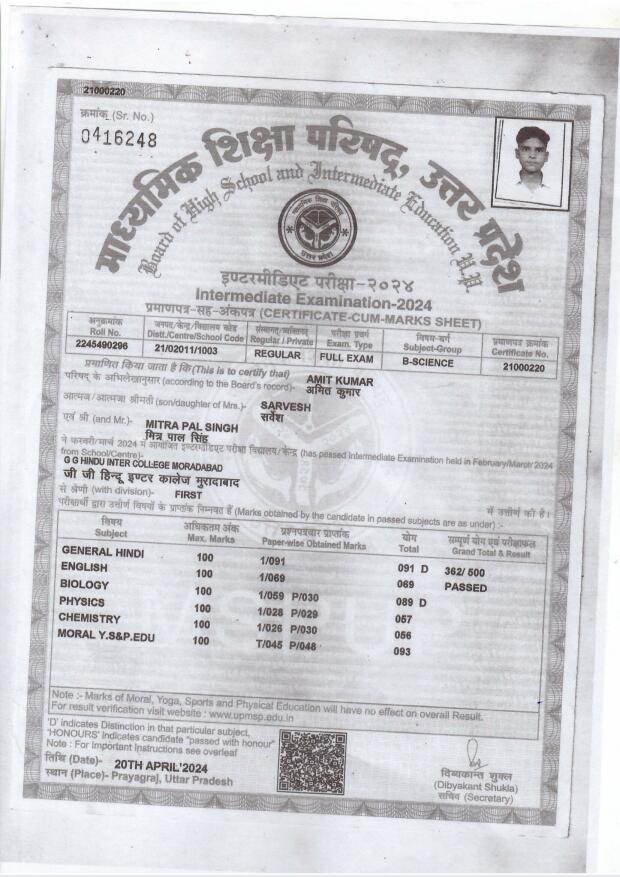 21000220
क्रमांक (Sr. No.)
0416248
माध्यमिक शिक्षा परिषद्, उत्तर प्रदेश
Board of High School and Intermediate Education U.P.
इण्टरमीडिएट परीक्षा-२०२४
Intermediate Examination-2024
प्रमाणपत्र-सह-अंकपत्र (CERTIFICATE-CUM-MARKS SHEET)
अनुक्रमांक जनपद/केन्द्र/विद्यालय कोड संस्थागत/व्यक्तिगत परीक्षा प्रकार विषय-वर्ग प्रमाणपत्र क्रमांक
Roll No. Distt./Centre/School Code Regular / Private Exam. Type Subject-Group Certificate No.
2245490296 21/02011/1003 REGULAR FULL EXAM B-SCIENCE 21000220
प्रमाणित किया जाता है कि (This is to certify that)
परिषद् के अभिलेखानुसार (according to the Board's record)- AMIT KUMAR
अमित कुमार
आत्मज/आत्मजा श्रीमती (son/daughter of Mrs.)- SARVESH
सर्वेश
एवं श्री (and Mr.)- MITRA PAL SINGH
मित्र पाल सिंह
ने फरवरी/मार्च 2024 में आयोजित इण्टरमीडिएट परीक्षा विद्यालय/केन्द्र (has passed Intermediate Examination held in February/March' 2024
from School/Centre)-
G G HINDU INTER COLLEGE MORADABAD
जी जी हिन्दू इण्टर कालेज मुरादाबाद
से श्रेणी (with division)- FIRST में उत्तीर्ण की है।
परीक्षार्थी द्वारा उत्तीर्ण विषयों के प्राप्तांक निम्नवत हैं (Marks obtained by the candidate in passed subjects are as under) :-
विषय अधिकतम अंक प्रश्नपत्रवार प्राप्तांक योग सम्पूर्ण योग एवं परीक्षाफल
Subject Max. Marks Paper-wise Obtained Marks Total Grand Total & Result
GENERAL HINDI 100 1/091 091 D 362/ 500
ENGLISH 100 1/069 069 PASSED
BIOLOGY 100 1/059 P/030 089 D
PHYSICS 100 1/028 P/029 057
CHEMISTRY 100 1/026 P/030 056
MORAL Y.S&P.EDU 100 T/045 P/048 093
Note :- Marks of Moral, Yoga, Sports and Physical Education will have no effect on overall Result.
For result verification visit website : www.upmsp.edu.in
'D' indicates Distinction in that particular subject,
'HONOURS' indicates candidate "passed with honour"
Note : For Important Instructions see overleaf
तिथि (Date)- 20TH APRIL'2024
स्थान (Place)- Prayagraj, Uttar Pradesh
दिब्यकान्त शुक्ल
(Dibyakant Shukla)
सचिव (Secretary)